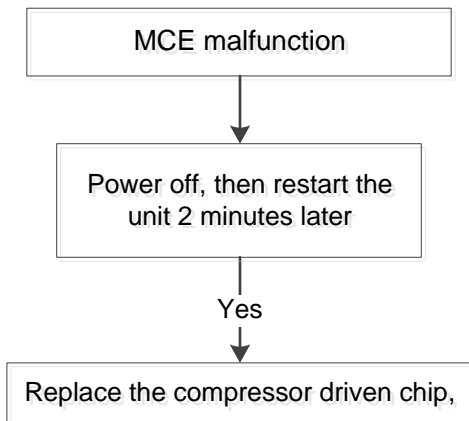 MCE malfunction
Power off, then restart the
unit 2 minutes later
Yes
Replace the compressor driven chip,